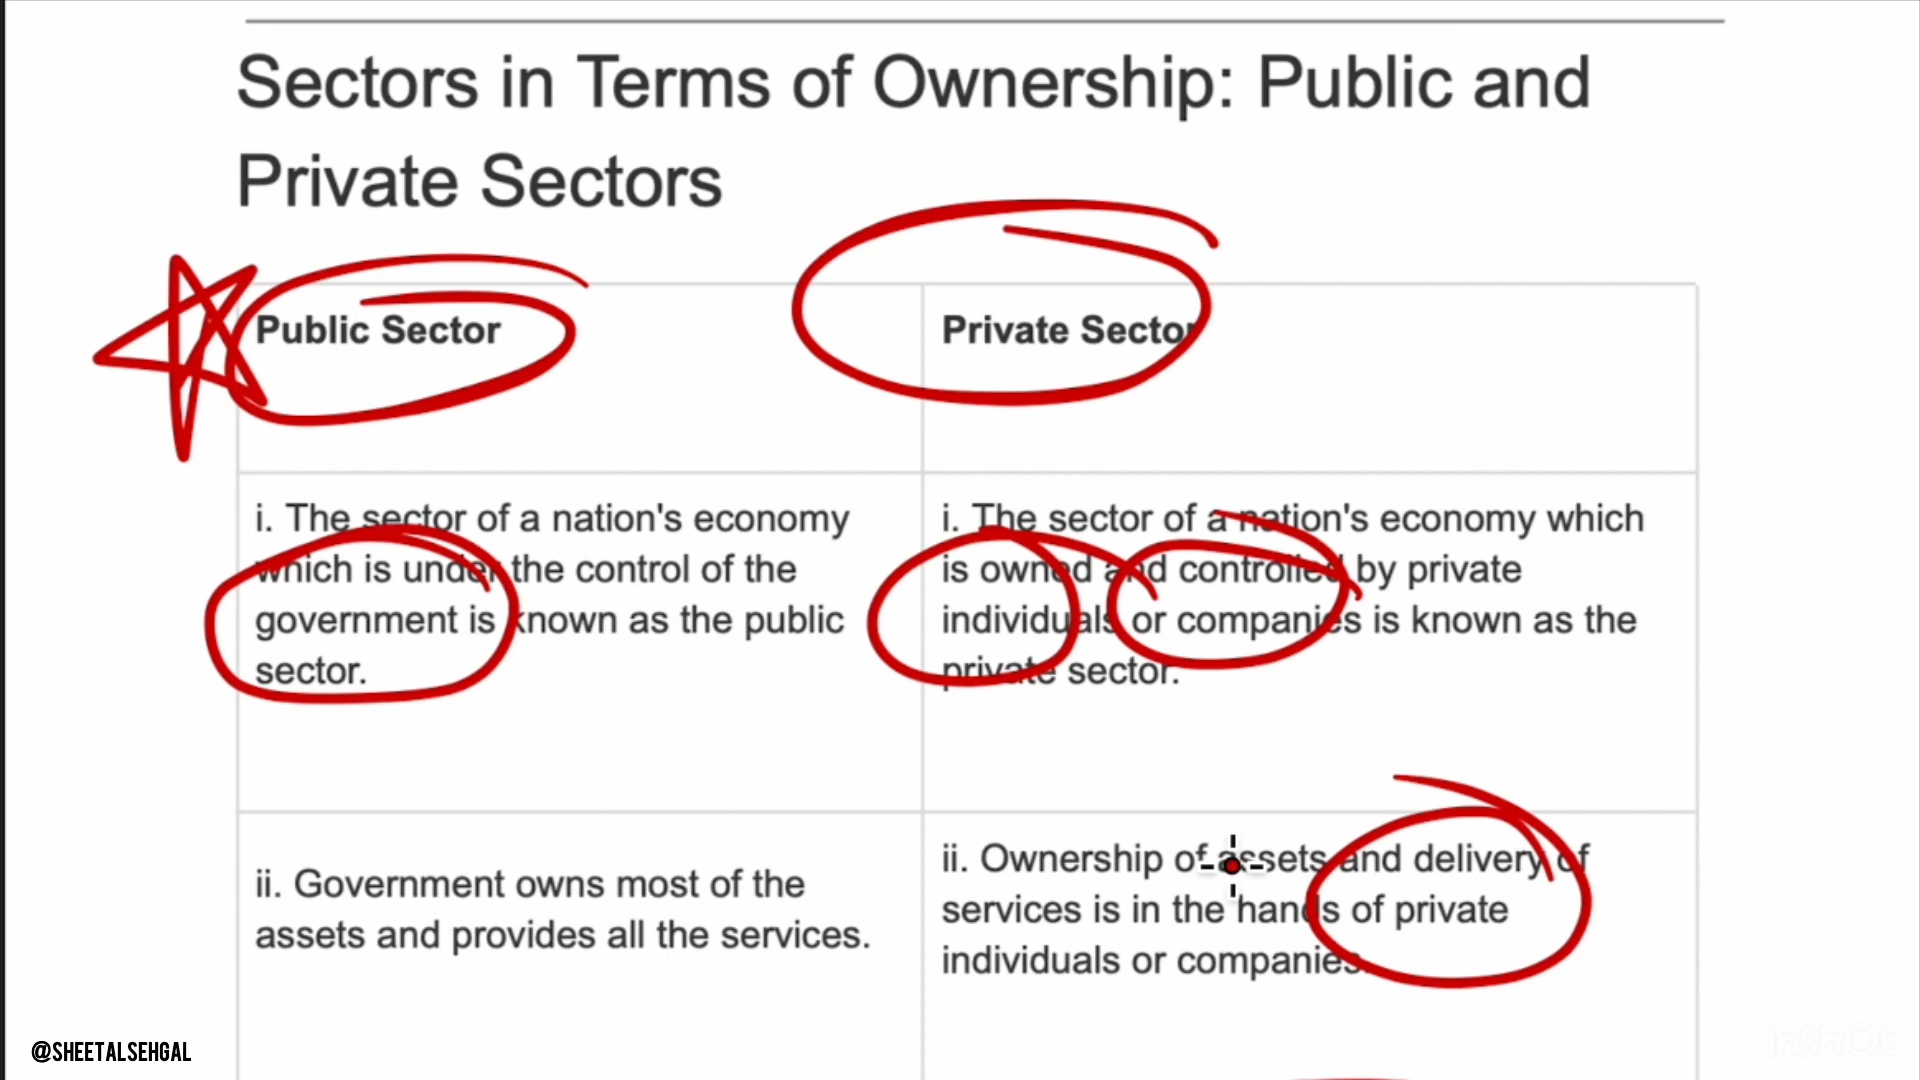 Sectors in Terms of Ownership: Public and
Private Sectors
Public Sector
Private Sector
i. The sector of a nation's economy
which is under the control of the
government is known as the public
sector.
i. The sector of a nation's economy which
is owned and controlled by private
individuals or companies is known as the
private sector.
ii. Government owns most of the
assets and provides all the services.
ii. Ownership of assets and delivery of
services is in the hands of private
individuals or companies.
@SHEETALSEHGAL
InShOt